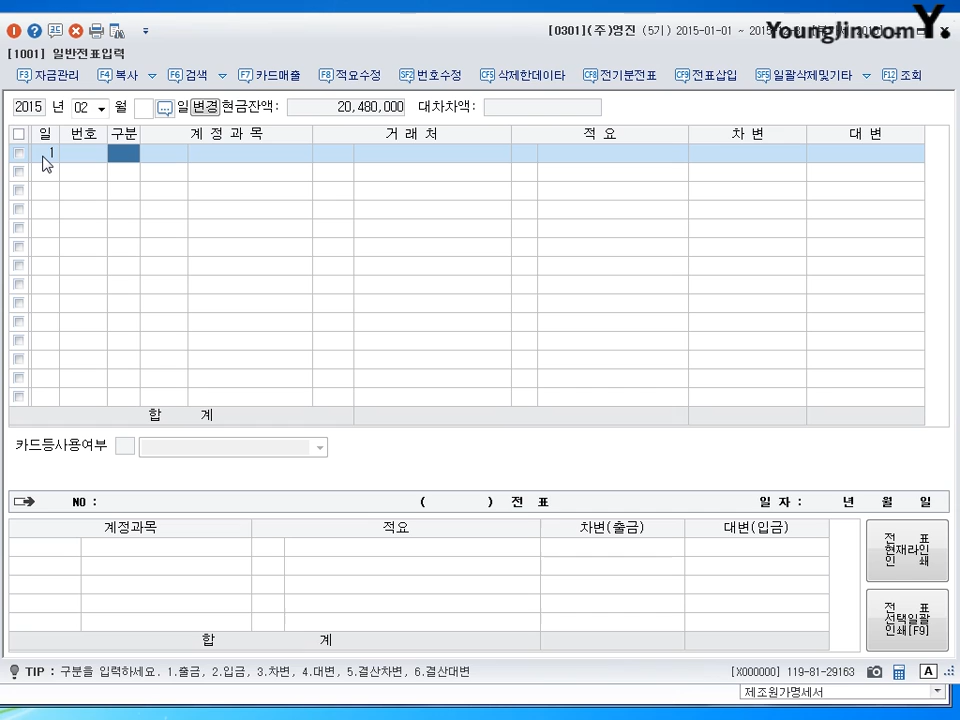 [0301](주)영진 (5기) 2015-01-01 ~
Younglin.com Y.
[1001] 일반전표입력
F3 자금관리 F4 복사 F6 검색 F7 카드매출 F8 적요수정 SF2 번호수정 CF5 삭제한데이타 CF8 전기분전표 CF9 전표삽입 SF5 일괄삭제및기타 F12 조회
2015 년 02 월 일 변경 현금잔액: 20,480,000 대차차액:
일 번호 구분 계 정 과 목 거 래 처 적 요 차 변 대 변
1
합 계
카드등사용여부
NO : ( ) 전 표 일 자 : 년 월 일
계정과목 적요 차변(출금) 대변(입금)
전 표
현재라인
인 쇄
전 표
선택일괄
인쇄[F9]
합 계
TIP : 구분을 입력하세요. 1.출금, 2.입금, 3.차변, 4.대변, 5.결산차변, 6.결산대변 [X000000] 119-81-29163 A
제조원가명세서